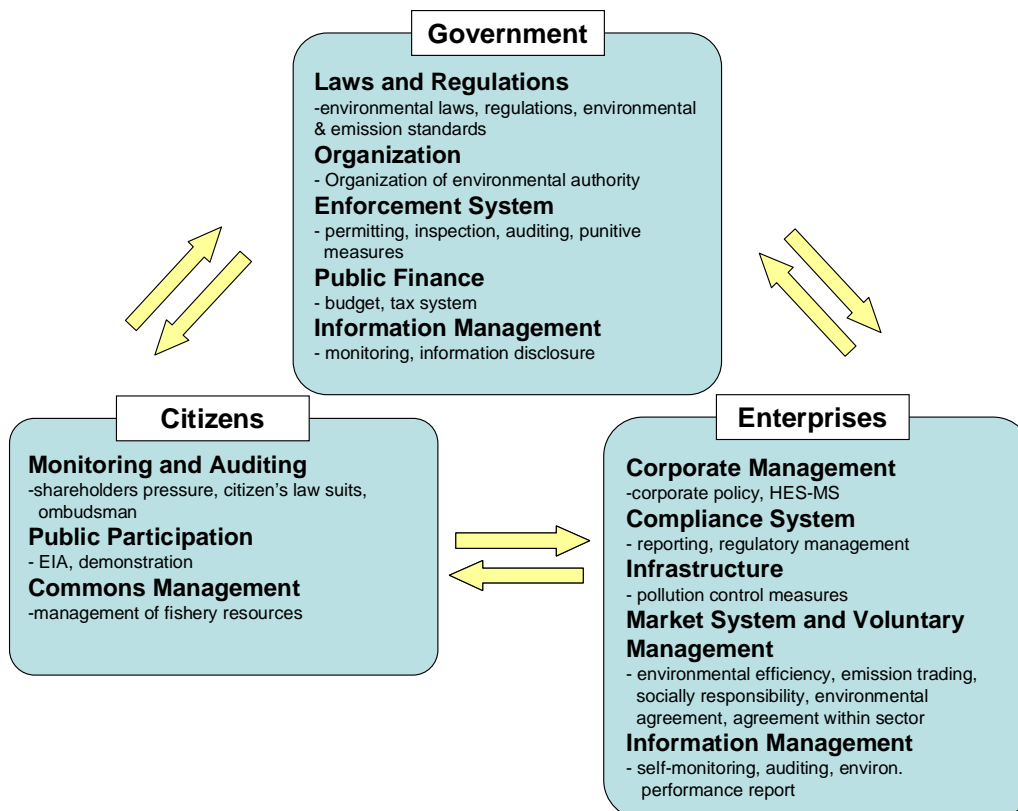 Government
Laws and Regulations
-environmental laws, regulations, environmental
& emission standards
Organization
- Organization of environmental authority
Enforcement System
- permitting, inspection, auditing, punitive
measures
Public Finance
- budget, tax system
Information Management
- monitoring, information disclosure
Citizens
Monitoring and Auditing
-shareholders pressure, citizen's law suits,
ombudsman
Public Participation
- EIA, demonstration
Commons Management
-management of fishery resources
Enterprises
Corporate Management
-corporate policy, HES-MS
Compliance System
- reporting, regulatory management
Infrastructure
- pollution control measures
Market System and Voluntary
Management
- environmental efficiency, emission trading,
socially responsibility, environmental
agreement, agreement within sector
Information Management
- self-monitoring, auditing, environ.
performance report